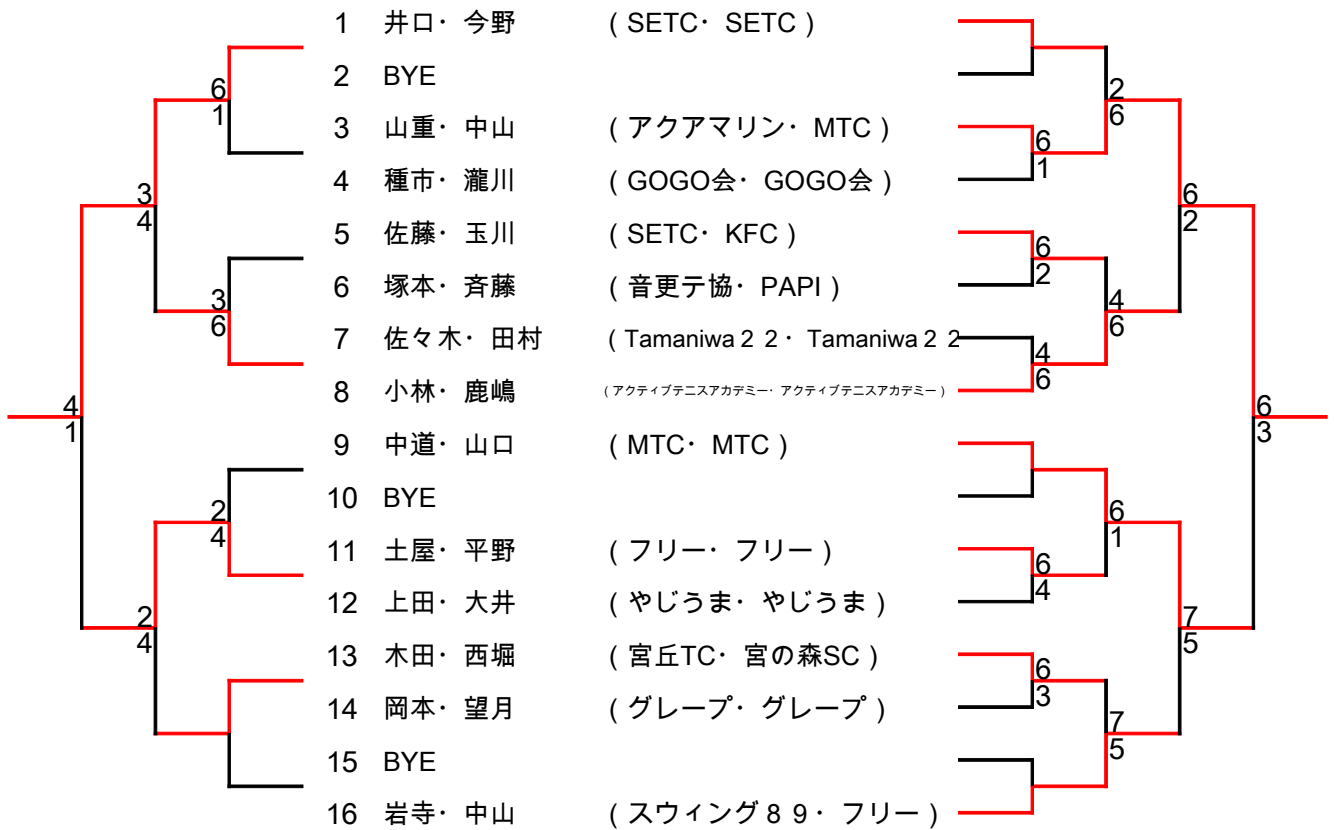 1 井口・今野 ( SETC・SETC )
2 BYE
3 山重・中山 ( アクアマリン・MTC )
4 種市・瀧川 ( GOGO会・GOGO会 )
5 佐藤・玉川 ( SETC・KFC )
6 塚本・斉藤 ( 音更テ協・PAPI )
7 佐々木・田村 ( Tamaniwa２２・Tamaniwa２２
8 小林・鹿嶋 ( アクティブテニスアカデミー・アクティブテニスアカデミー )
9 中道・山口 ( MTC・MTC )
10 BYE
11 土屋・平野 ( フリー・フリー )
12 上田・大井 ( やじうま・やじうま )
13 木田・西堀 ( 宮丘TC・宮の森SC )
14 岡本・望月 ( グレープ・グレープ )
15 BYE
16 岩寺・中山 ( スウィング８９・フリー )
6
1
3
6
2
4
3
4
2
4
4
1
6
1
6
2
4
6
6
4
6
3
2
6
4
6
6
1
7
5
6
2
7
5
6
3